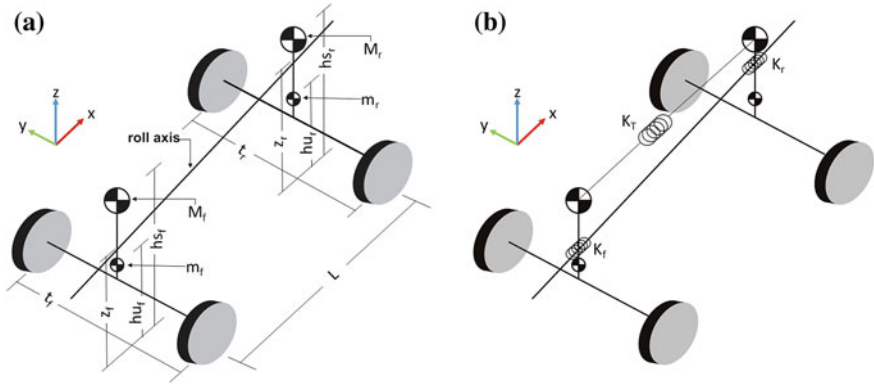 (a)
M_r
hs_r
m_r
z
y
x
roll axis
z_r
hu_r
t_r
M_f
hs_f
m_f
L
hu_f
z_f
t_f
(b)
K_r
z
y
x
K_T
K_f